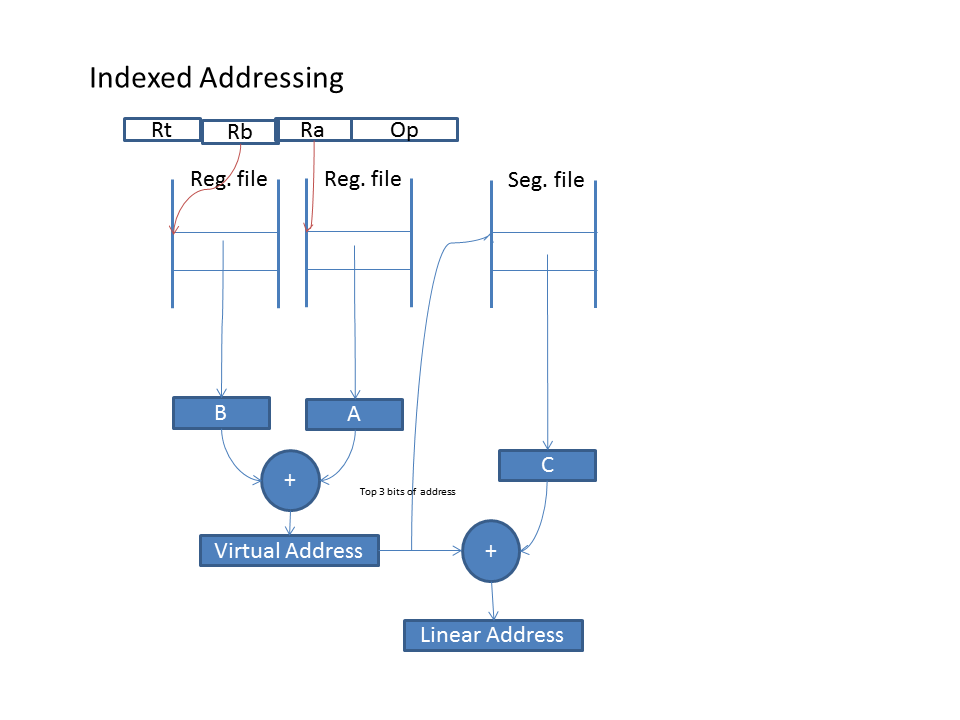 Indexed Addressing
Rt Rb Ra Op
Reg. file Reg. file Seg. file
B A
C
+
Top 3 bits of address
Virtual Address +
Linear Address